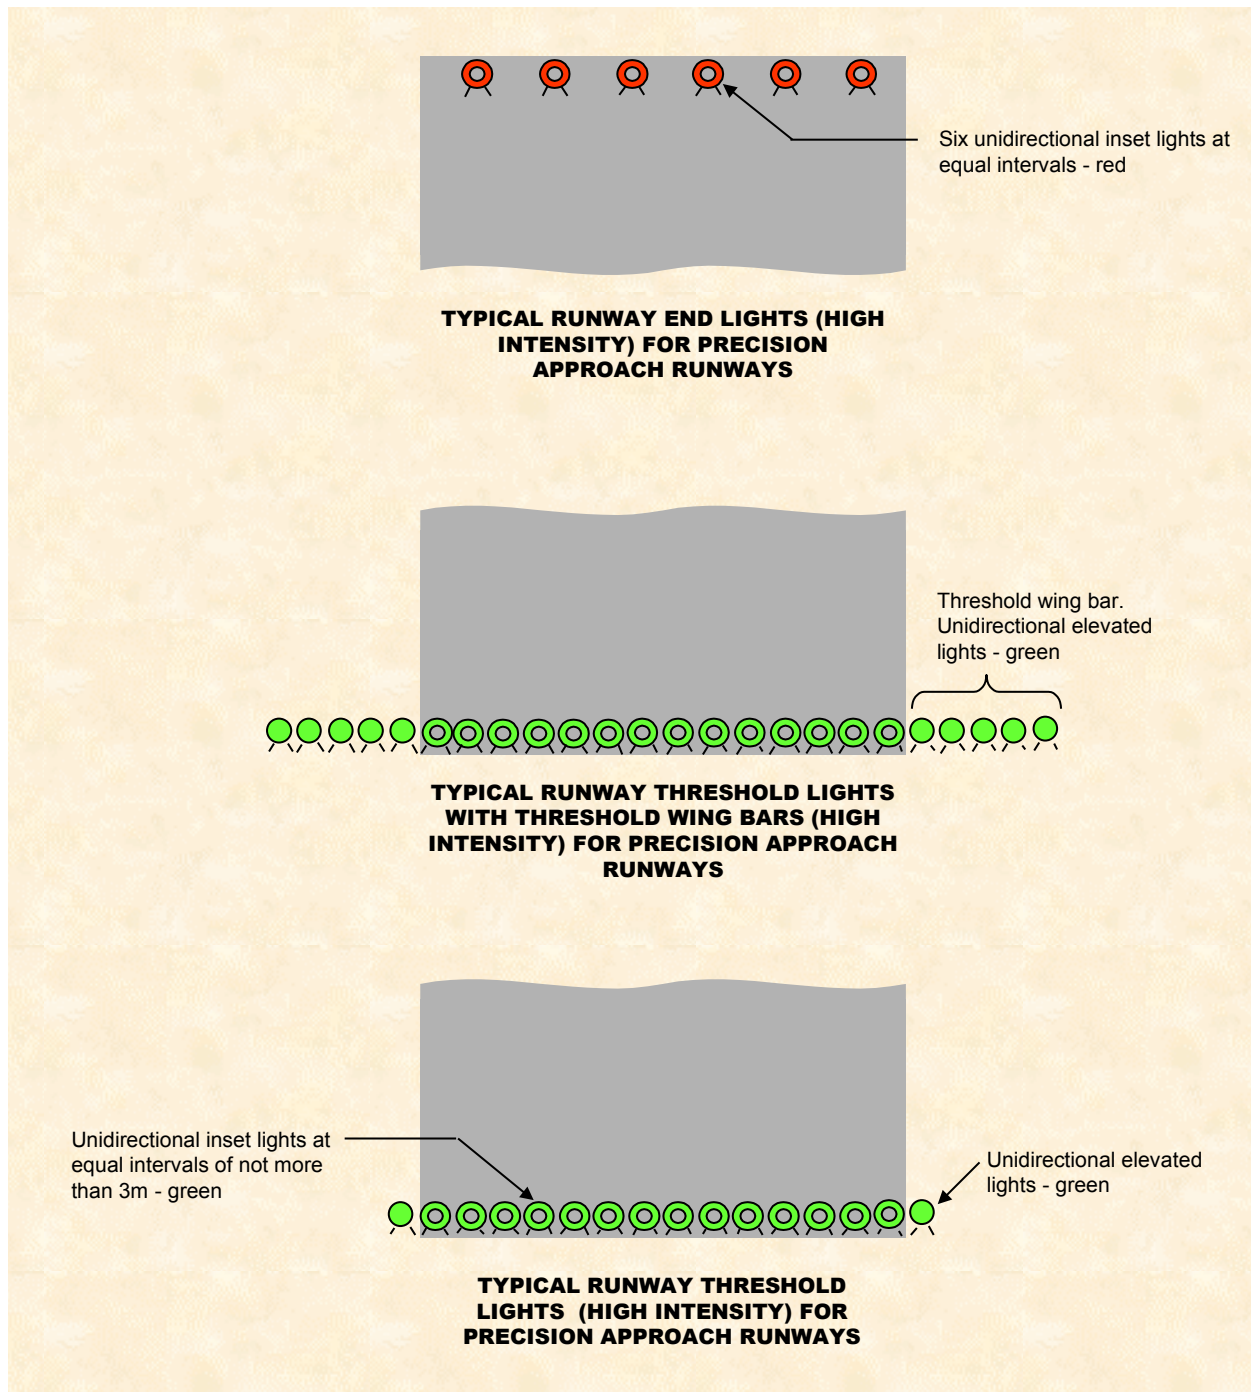 Six unidirectional inset lights at
equal intervals - red
TYPICAL RUNWAY END LIGHTS (HIGH
INTENSITY) FOR PRECISION
APPROACH RUNWAYS
Threshold wing bar.
Unidirectional elevated
lights - green
TYPICAL RUNWAY THRESHOLD LIGHTS
WITH THRESHOLD WING BARS (HIGH
INTENSITY) FOR PRECISION APPROACH
RUNWAYS
Unidirectional inset lights at
equal intervals of not more
than 3m - green
Unidirectional elevated
lights - green
TYPICAL RUNWAY THRESHOLD
LIGHTS (HIGH INTENSITY) FOR
PRECISION APPROACH RUNWAYS